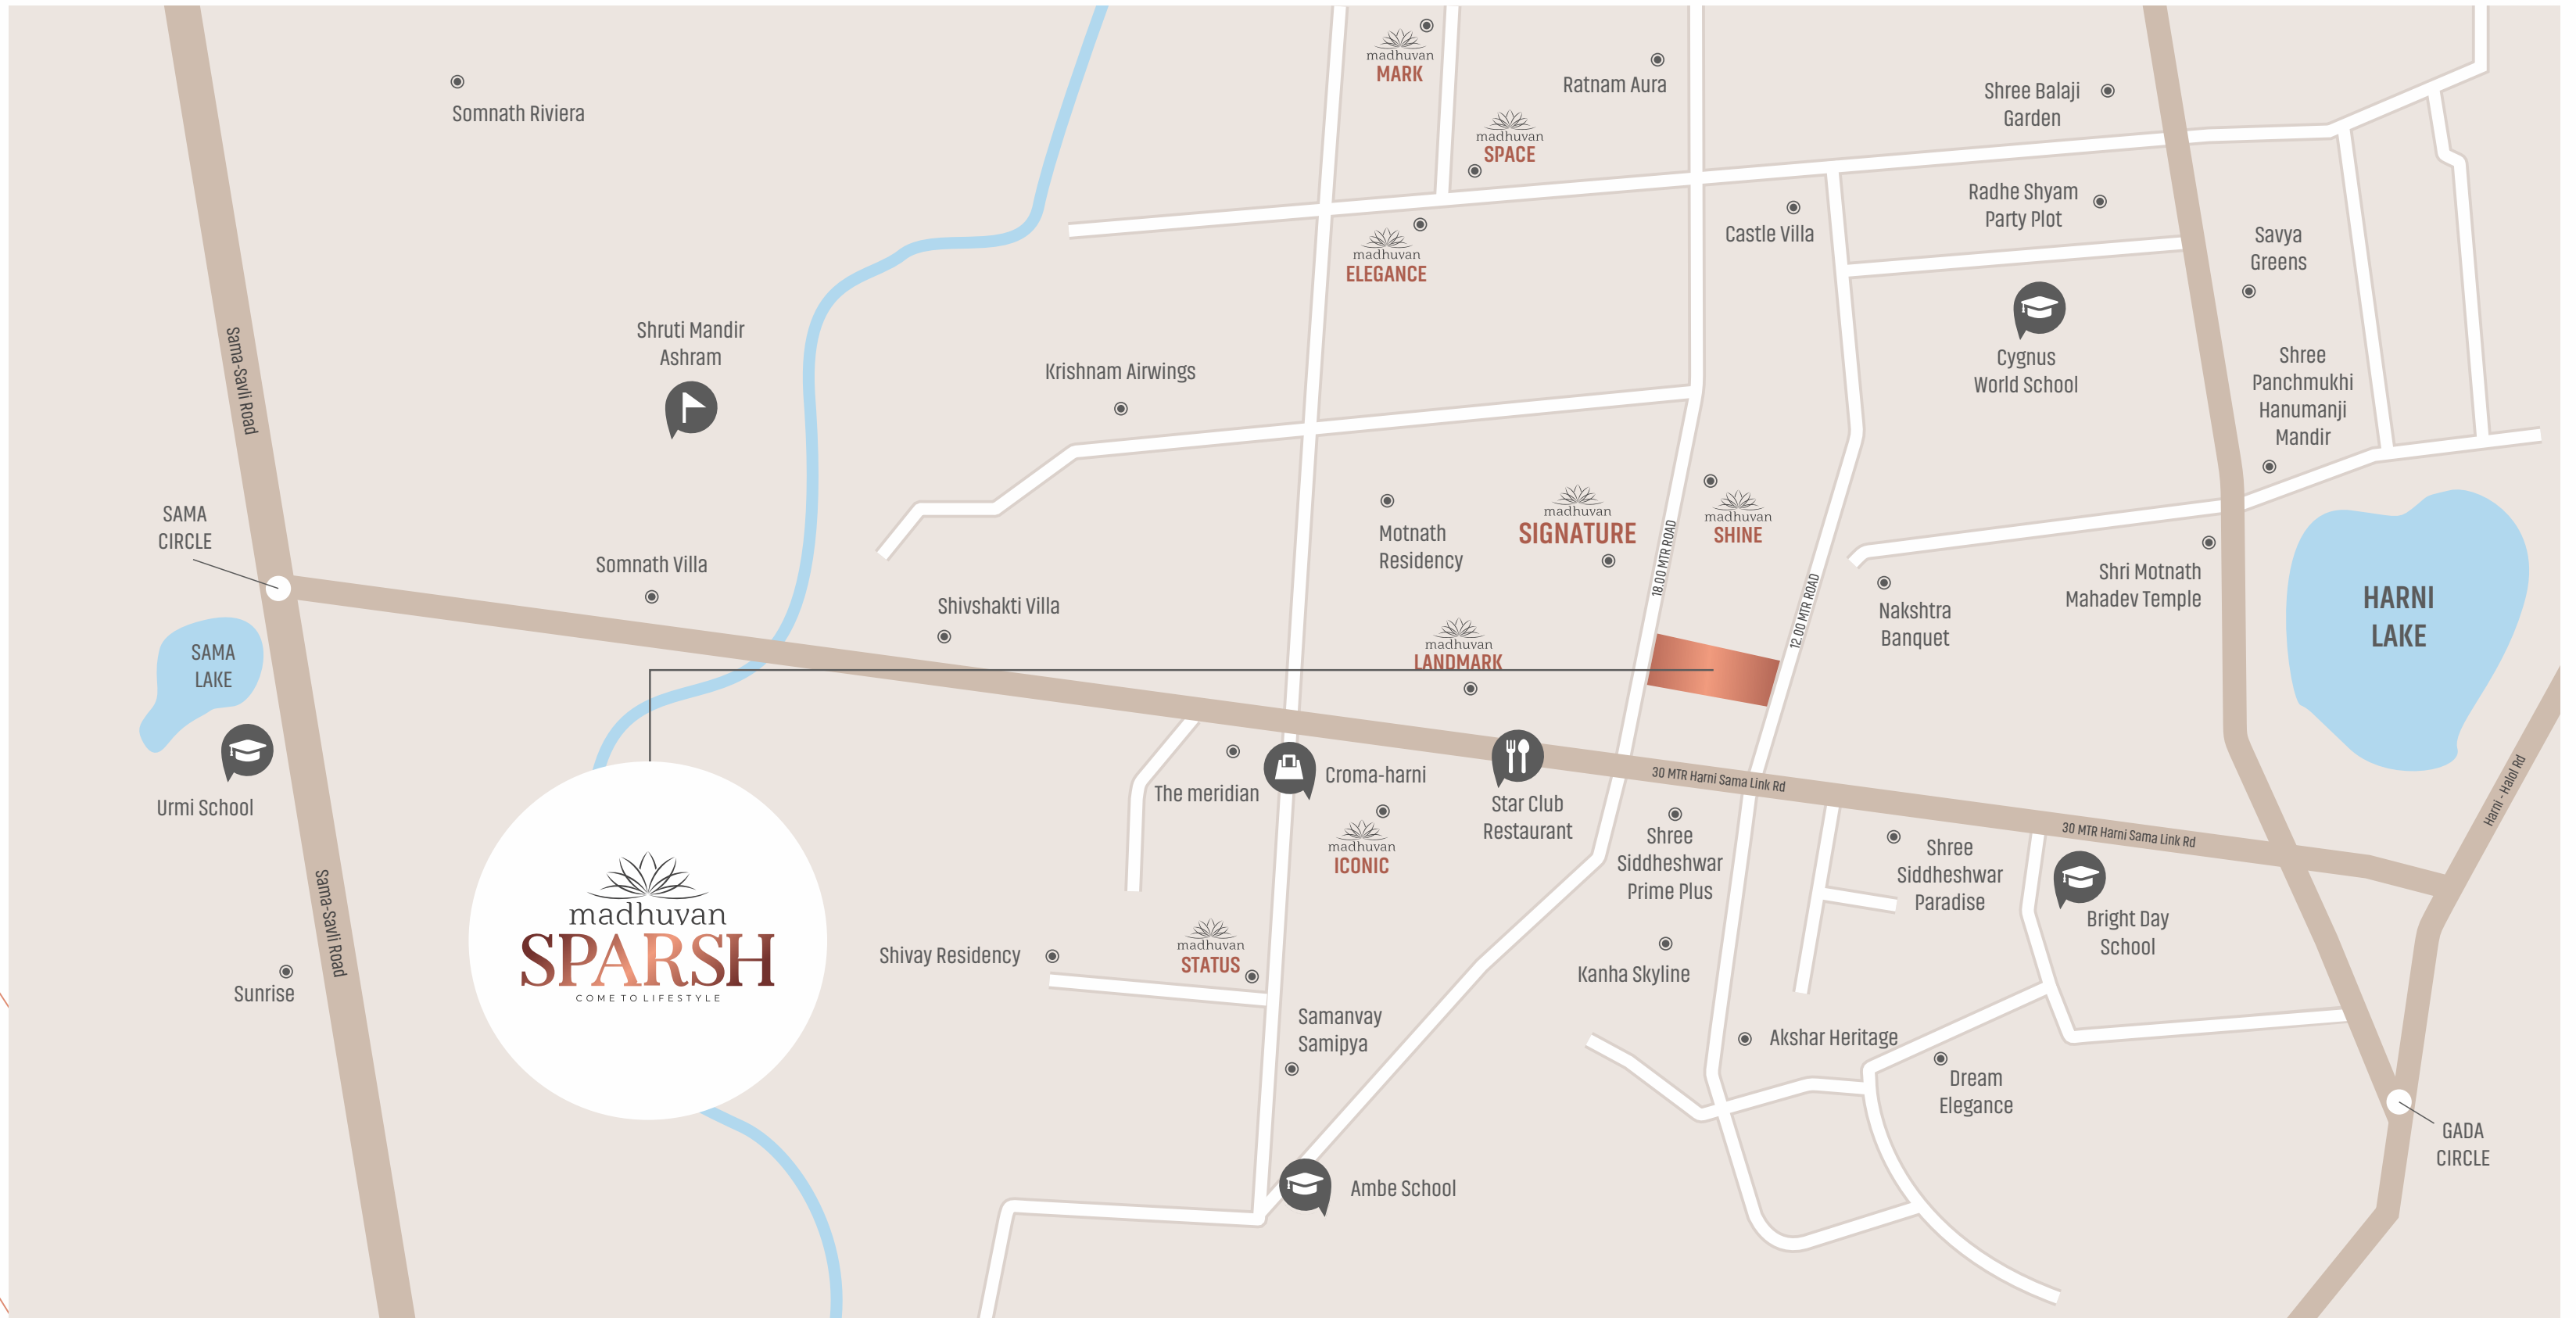 madhuvan
MARK
Ratnam Aura
Somnath Riviera
Shree Balaji
Garden
madhuvan
SPACE
Radhe Shyam
Party Plot
Castle Villa
madhuvan
ELEGANCE
Savya
Greens
Shruti Mandir
Ashram
Sama-Savli Road
Krishnam Airwings
Cygnus
World School
Shree
Panchmukhi
Hanumanji
Mandir
SAMA
CIRCLE
Motnath
Residency
madhuvan
SIGNATURE
madhuvan
SHINE
18.00 MTR ROAD
12.00 MTR ROAD
Somnath Villa
Shivshakti Villa
Nakshtra
Banquet
Shri Motnath
Mahadev Temple
HARNI
LAKE
SAMA
LAKE
madhuvan
LANDMARK
Urmi School
The meridian
Croma-harni
Star Club
Restaurant
30 MTR Harni Sama Link Rd
30 MTR Harni Sama Link Rd
Harni - Halol Rd
madhuvan
ICONIC
Shree
Siddheshwar
Prime Plus
Shree
Siddheshwar
Paradise
Bright Day
School
Sama-Savli Road
Sunrise
madhuvan
SPARSH
COME TO LIFESTYLE
Shivay Residency
madhuvan
STATUS
Kanha Skyline
Samanvay
Samipya
Akshar Heritage
Dream
Elegance
GADA
CIRCLE
Ambe School